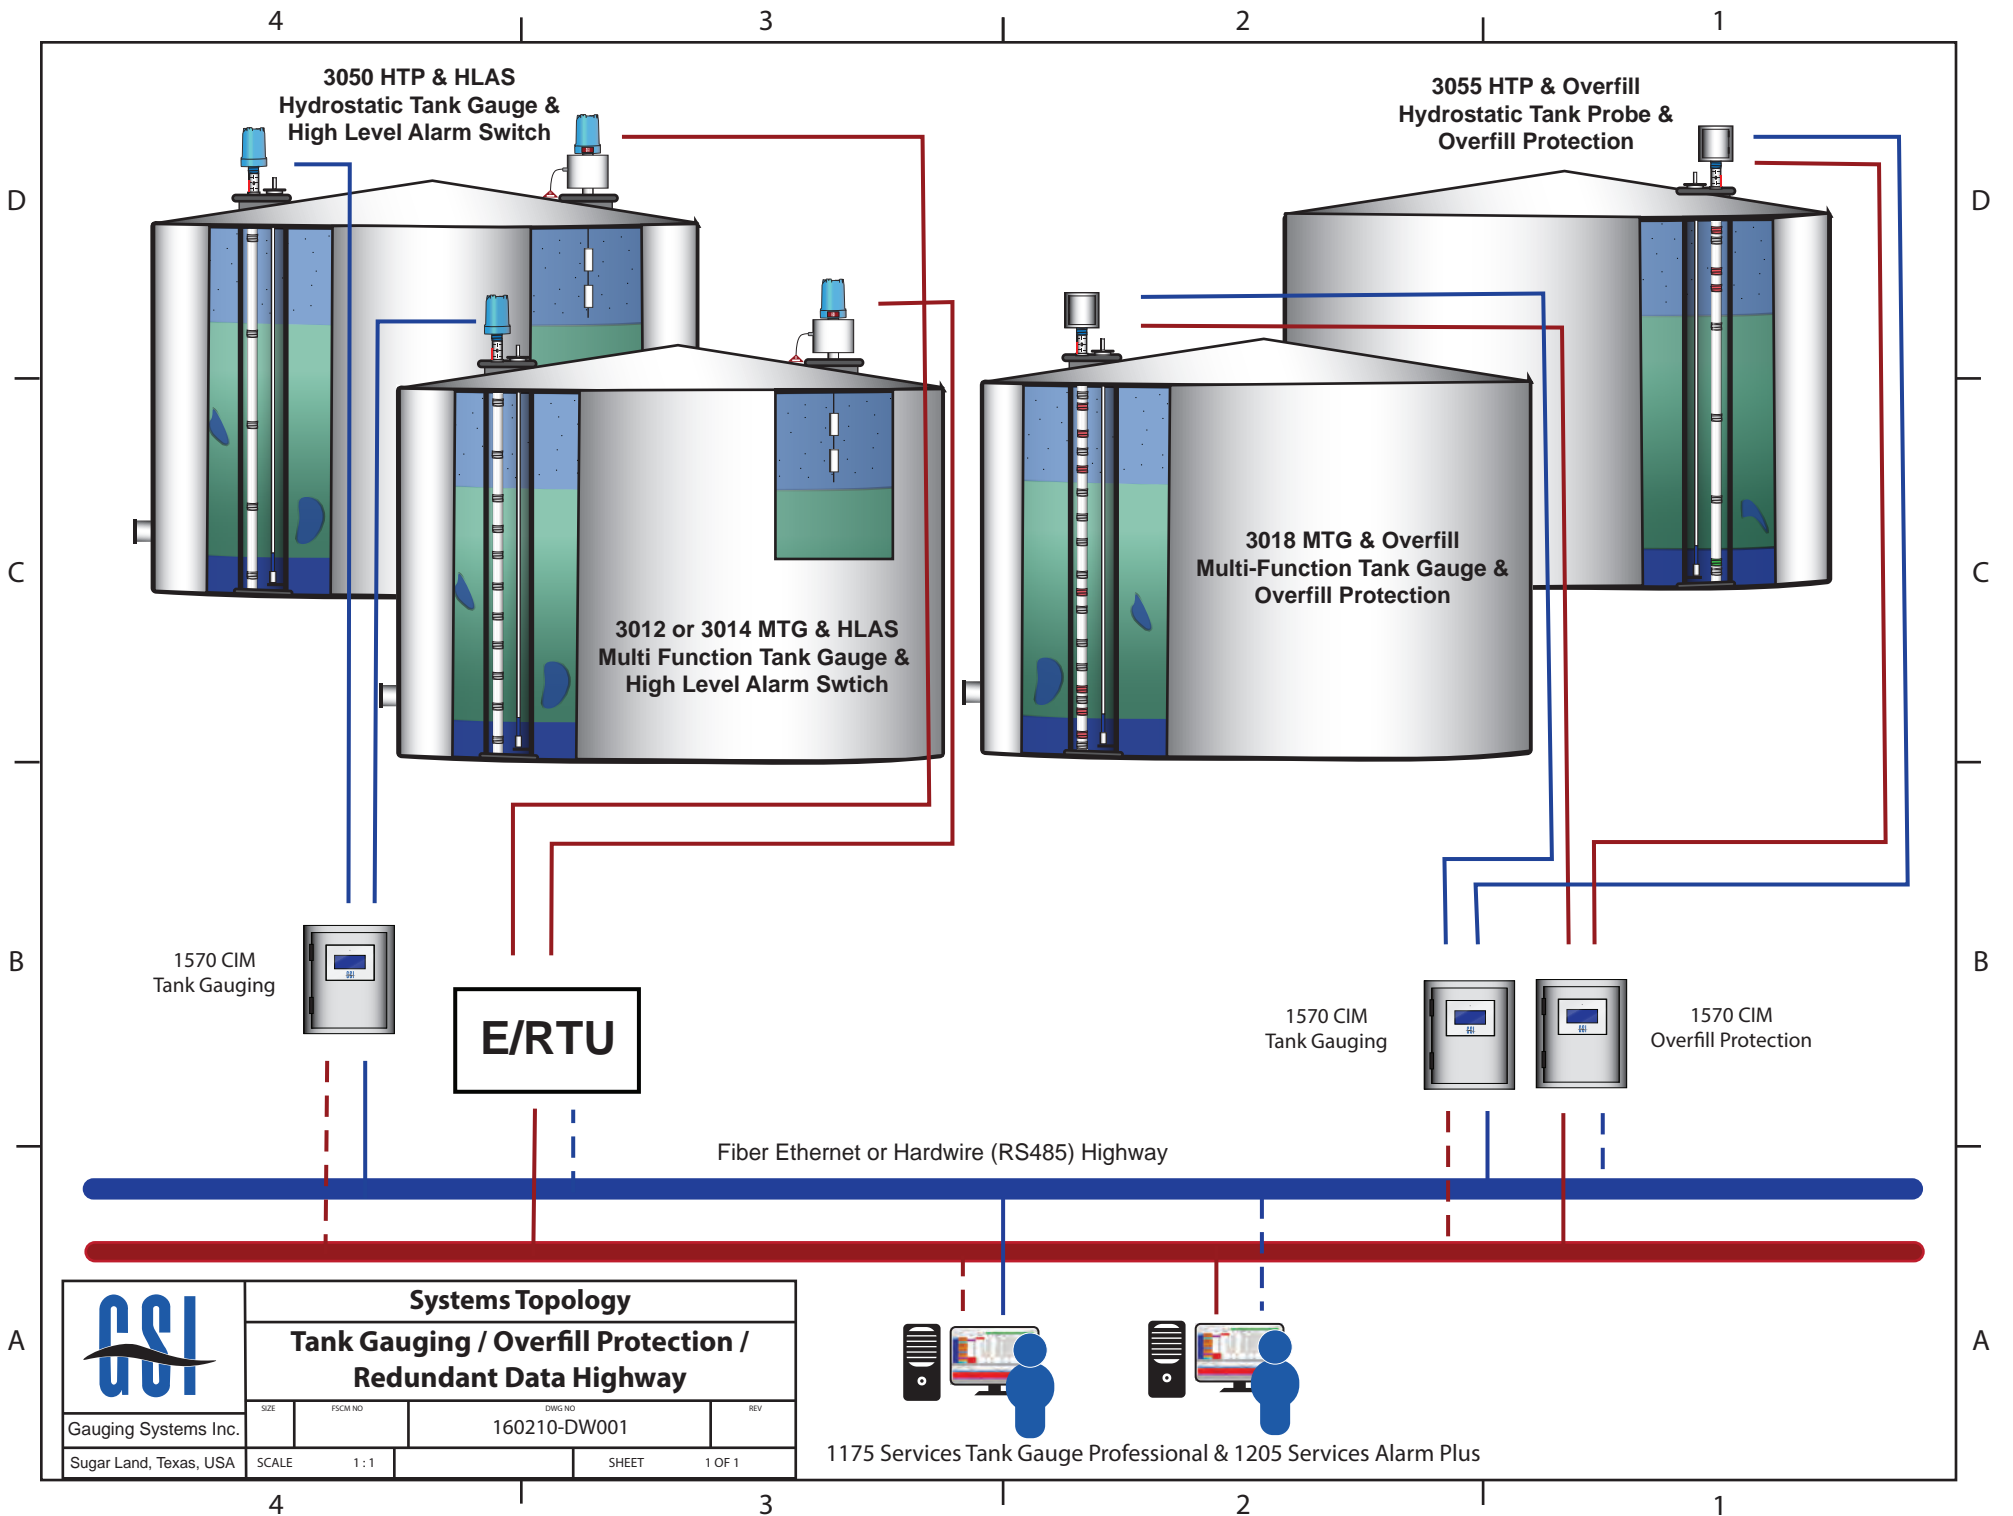 4 3 2 1
3050 HTP & HLAS
Hydrostatic Tank Gauge &
High Level Alarm Switch
3055 HTP & Overfill
Hydrostatic Tank Probe &
Overfill Protection
D D
3018 MTG & Overfill
Multi-Function Tank Gauge &
Overfill Protection
C C
3012 or 3014 MTG & HLAS
Multi Function Tank Gauge &
High Level Alarm Swtich
B B
1570 CIM
Tank Gauging
GSI
E/RTU
1570 CIM
Tank Gauging
GSI
GSI
1570 CIM
Overfill Protection
Fiber Ethernet or Hardwire (RS485) Highway
A A
GSI
Gauging Systems Inc.
Sugar Land, Texas, USA
Systems Topology
Tank Gauging / Overfill Protection /
Redundant Data Highway
SIZE FSCM NO DWG NO REV
160210-DW001
SCALE 1 : 1 SHEET 1 OF 1
1175 Services Tank Gauge Professional & 1205 Services Alarm Plus
4 3 2 1